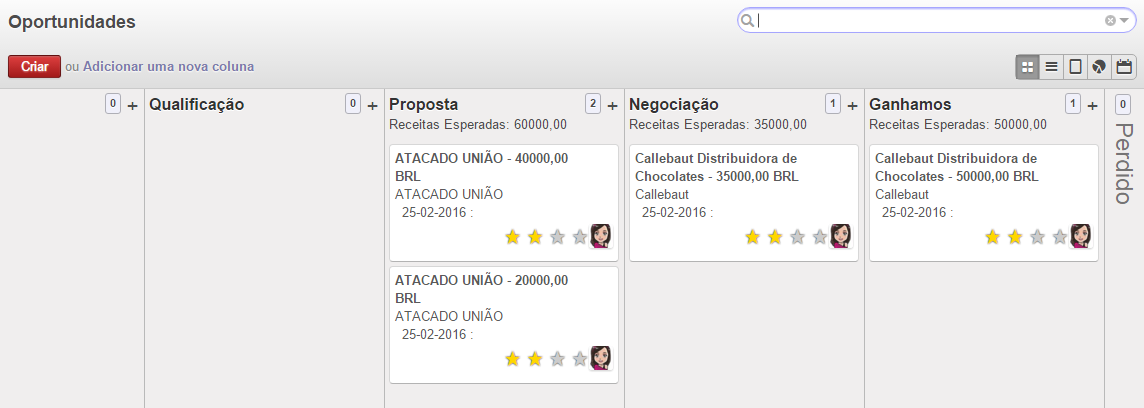 Oportunidades
Criar ou Adicionar uma nova coluna
0 +
Qualificação 0 +
Proposta 2 +
Receitas Esperadas: 60000,00
ATACADO UNIÃO - 40000,00
BRL
ATACADO UNIÃO
25-02-2016 :
ATACADO UNIÃO - 20000,00
BRL
ATACADO UNIÃO
25-02-2016 :
Negociação 1 +
Receitas Esperadas: 35000,00
Callebaut Distribuidora de
Chocolates - 35000,00 BRL
Callebaut
25-02-2016 :
Ganhamos 1 +
Receitas Esperadas: 50000,00
Callebaut Distribuidora de
Chocolates - 50000,00 BRL
Callebaut
25-02-2016 :
0
Perdido